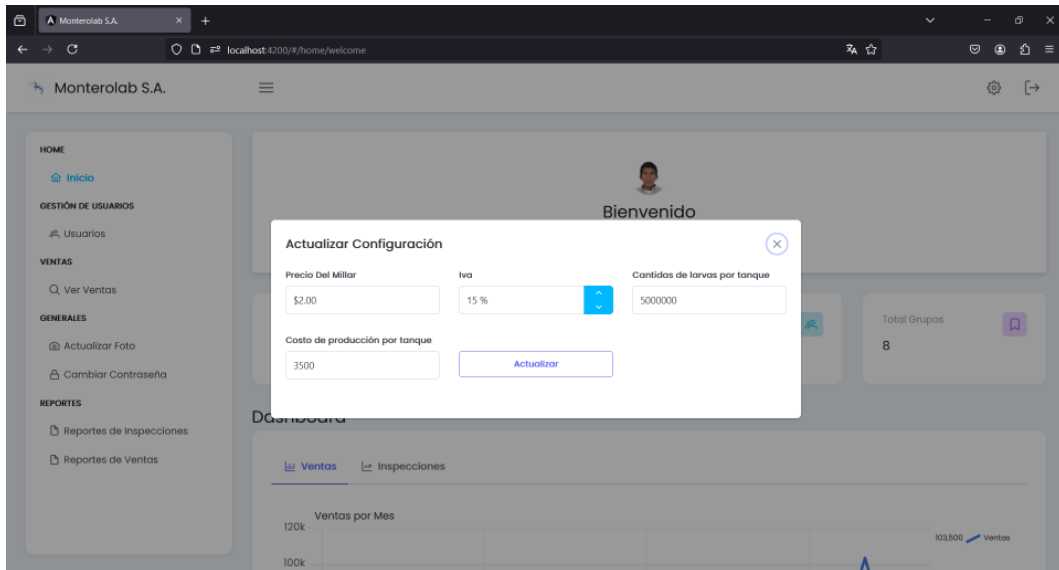 Monterolab S.A.
localhost:4200/#/home/welcome
Monterolab S.A.
HOME
inicio
GESTIÓN DE USUARIOS
Usuarios
VENTAS
Ver Ventas
GENERALES
Actualizar Foto
Cambiar Contraseña
REPORTES
Reportes de Inspecciones
Reportes de Ventas
Bienvenido
Actualizar Configuración
Precio Del Millar
Iva
Cantidas de larvas por tanque
$2.00
15 %
5000000
Costo de producción por tanque
3500
Actualizar
Total Grupos
8
Dashboard
Ventas
Inspecciones
Ventas por Mes
120k
100k
103,500
Ventas